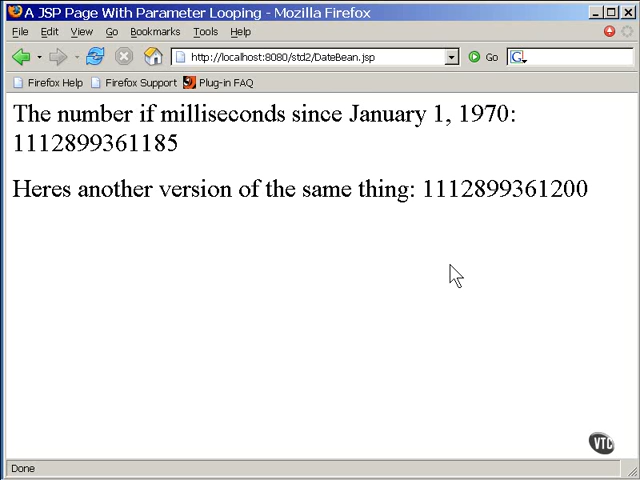 A JSP Page With Parameter Looping - Mozilla Firefox
File Edit View Go Bookmarks Tools Help
http://localhost:8080/std2/DateBean.jsp Go G
Firefox Help Firefox Support Plug-in FAQ
The number if milliseconds since January 1, 1970:
1112899361185
Heres another version of the same thing: 1112899361200
VTC
Done